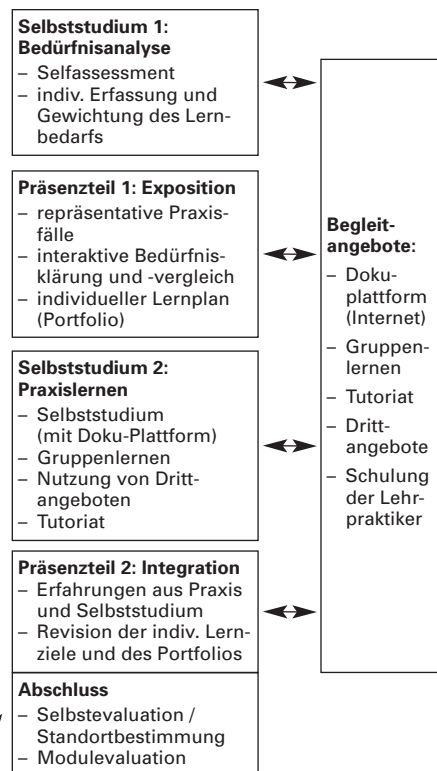 Selbststudium 1:
Bedürfnisanalyse
– Selfassessment
– indiv. Erfassung und
Gewichtung des Lern-
bedarfs
Präsenzteil 1: Exposition
– repräsentative Praxis-
fälle
– interaktive Bedürfnis-
klärung und -vergleich
– individueller Lernplan
(Portfolio)
Selbststudium 2:
Praxislernen
– Selbststudium
(mit Doku-Plattform)
– Gruppenlernen
– Nutzung von Dritt-
angeboten
– Tutoriat
Präsenzteil 2: Integration
– Erfahrungen aus Praxis
und Selbststudium
– Revision der indiv. Lern-
ziele und des Portfolios
Abschluss
– Selbstevaluation /
Standortbestimmung
– Modulevaluation
Begleit-
angebote:
– Doku-
plattform
(Internet)
– Gruppen-
lernen
– Tutoriat
– Dritt-
angebote
– Schulung
der Lehr-
praktiker